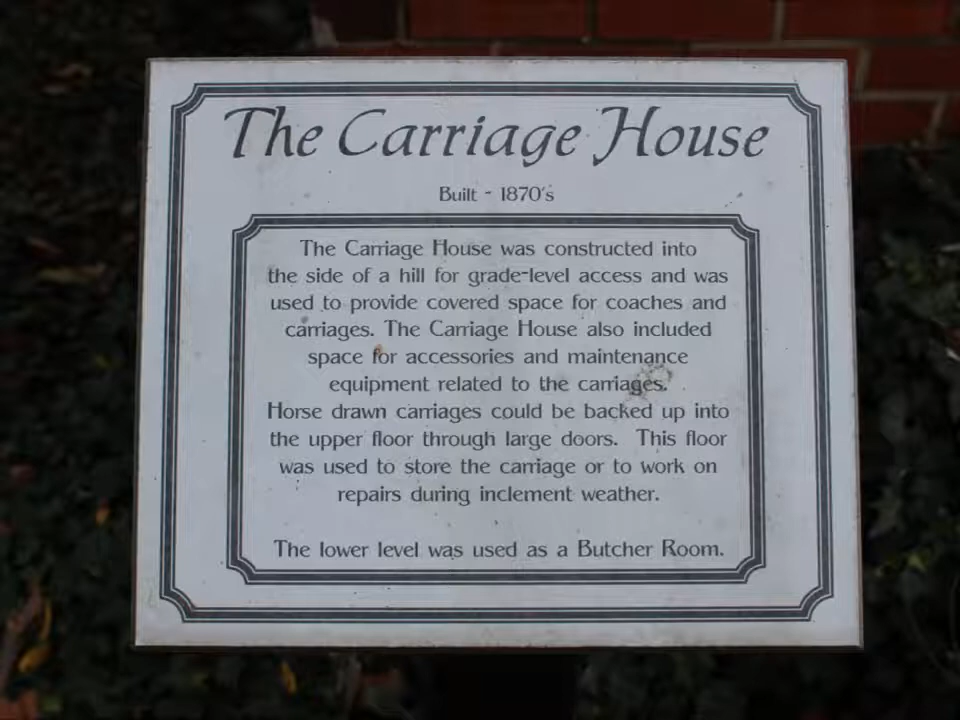 The Carriage House
Built - 1870's
The Carriage House was constructed into
the side of a hill for grade-level access and was
used to provide covered space for coaches and
carriages. The Carriage House also included
space for accessories and maintenance
equipment related to the carriages.
Horse drawn carriages could be backed up into
the upper floor through large doors. This floor
was used to store the carriage or to work on
repairs during inclement weather.
The lower level was used as a Butcher Room.